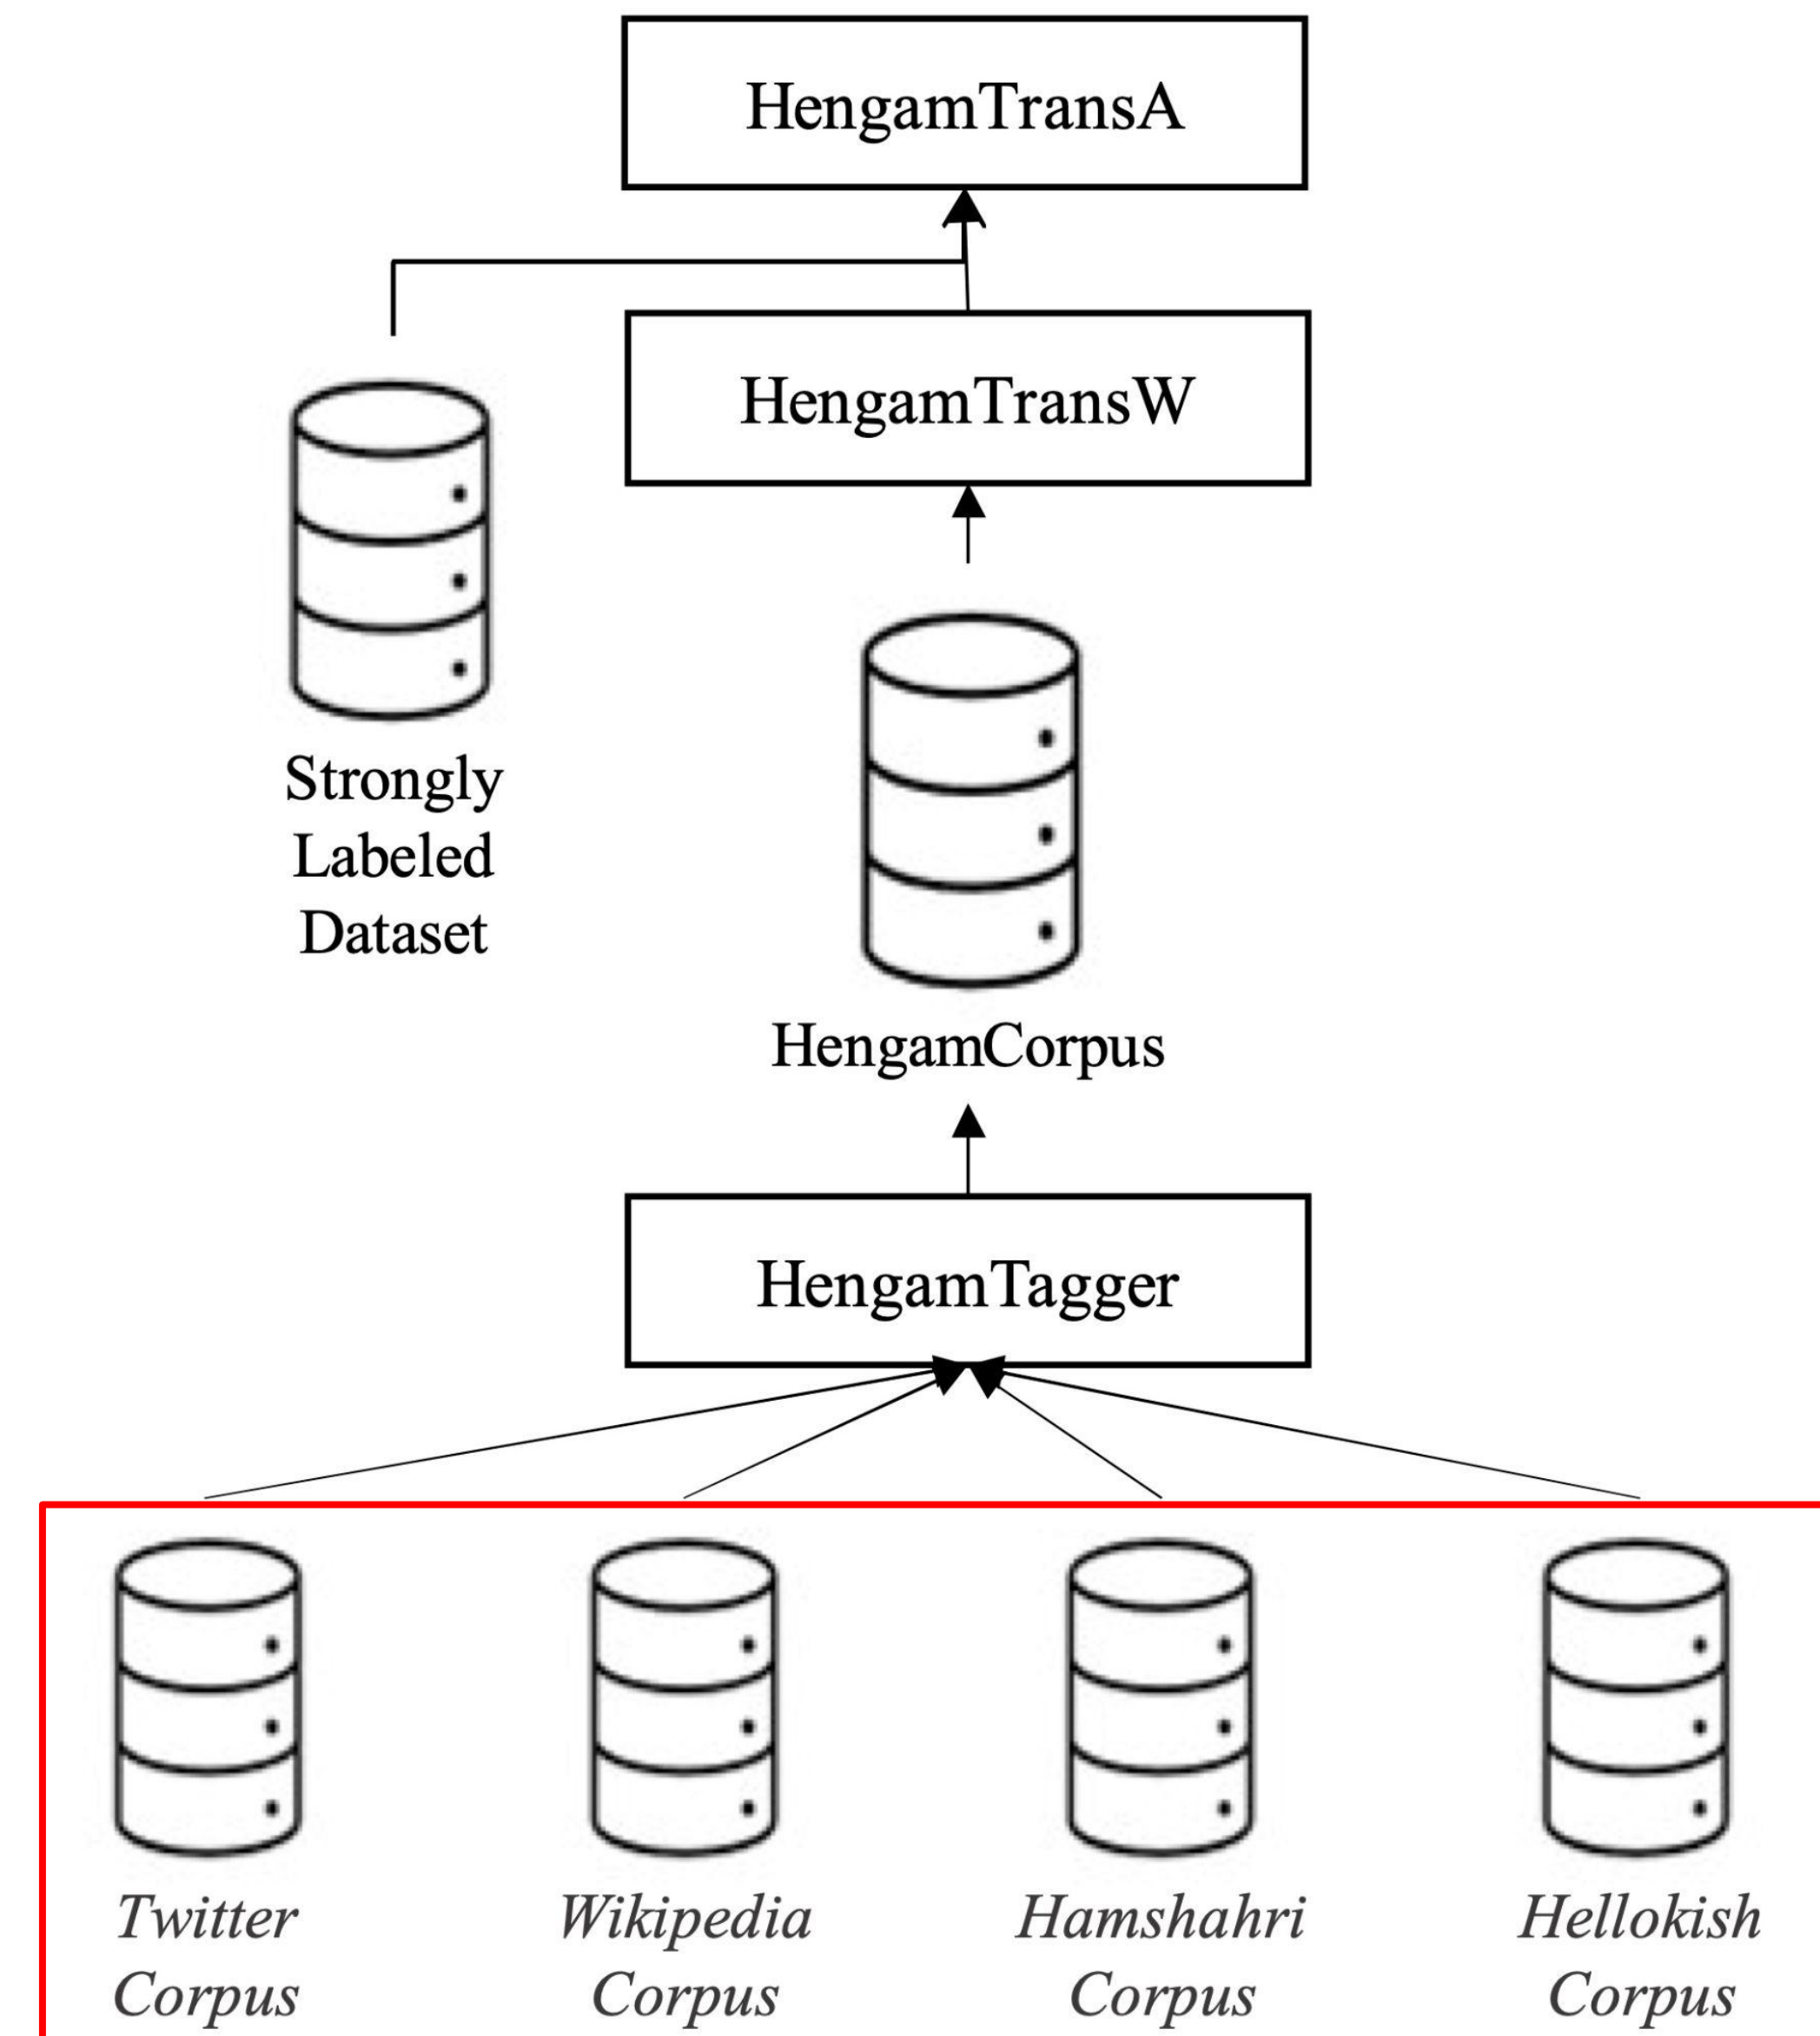 HengamTransA
HengamTransW
Strongly
Labeled
Dataset
HengamCorpus
HengamTagger
Twitter
Corpus
Wikipedia
Corpus
Hamshahri
Corpus
Hellokish
Corpus